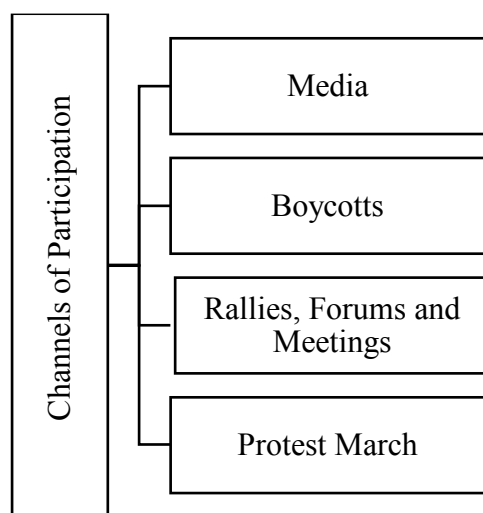 Channels of Participation
Media
Boycotts
Rallies, Forums and
Meetings
Protest March